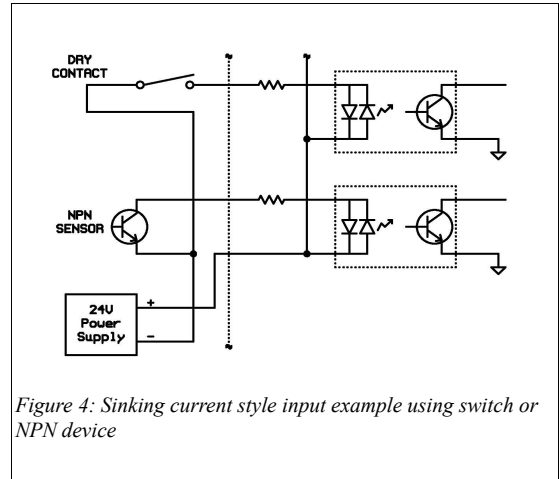 DRY
CONTACT
NPN
SENSOR
24V
Power
Supply
+
−
Figure 4: Sinking current style input example using switch or
NPN device